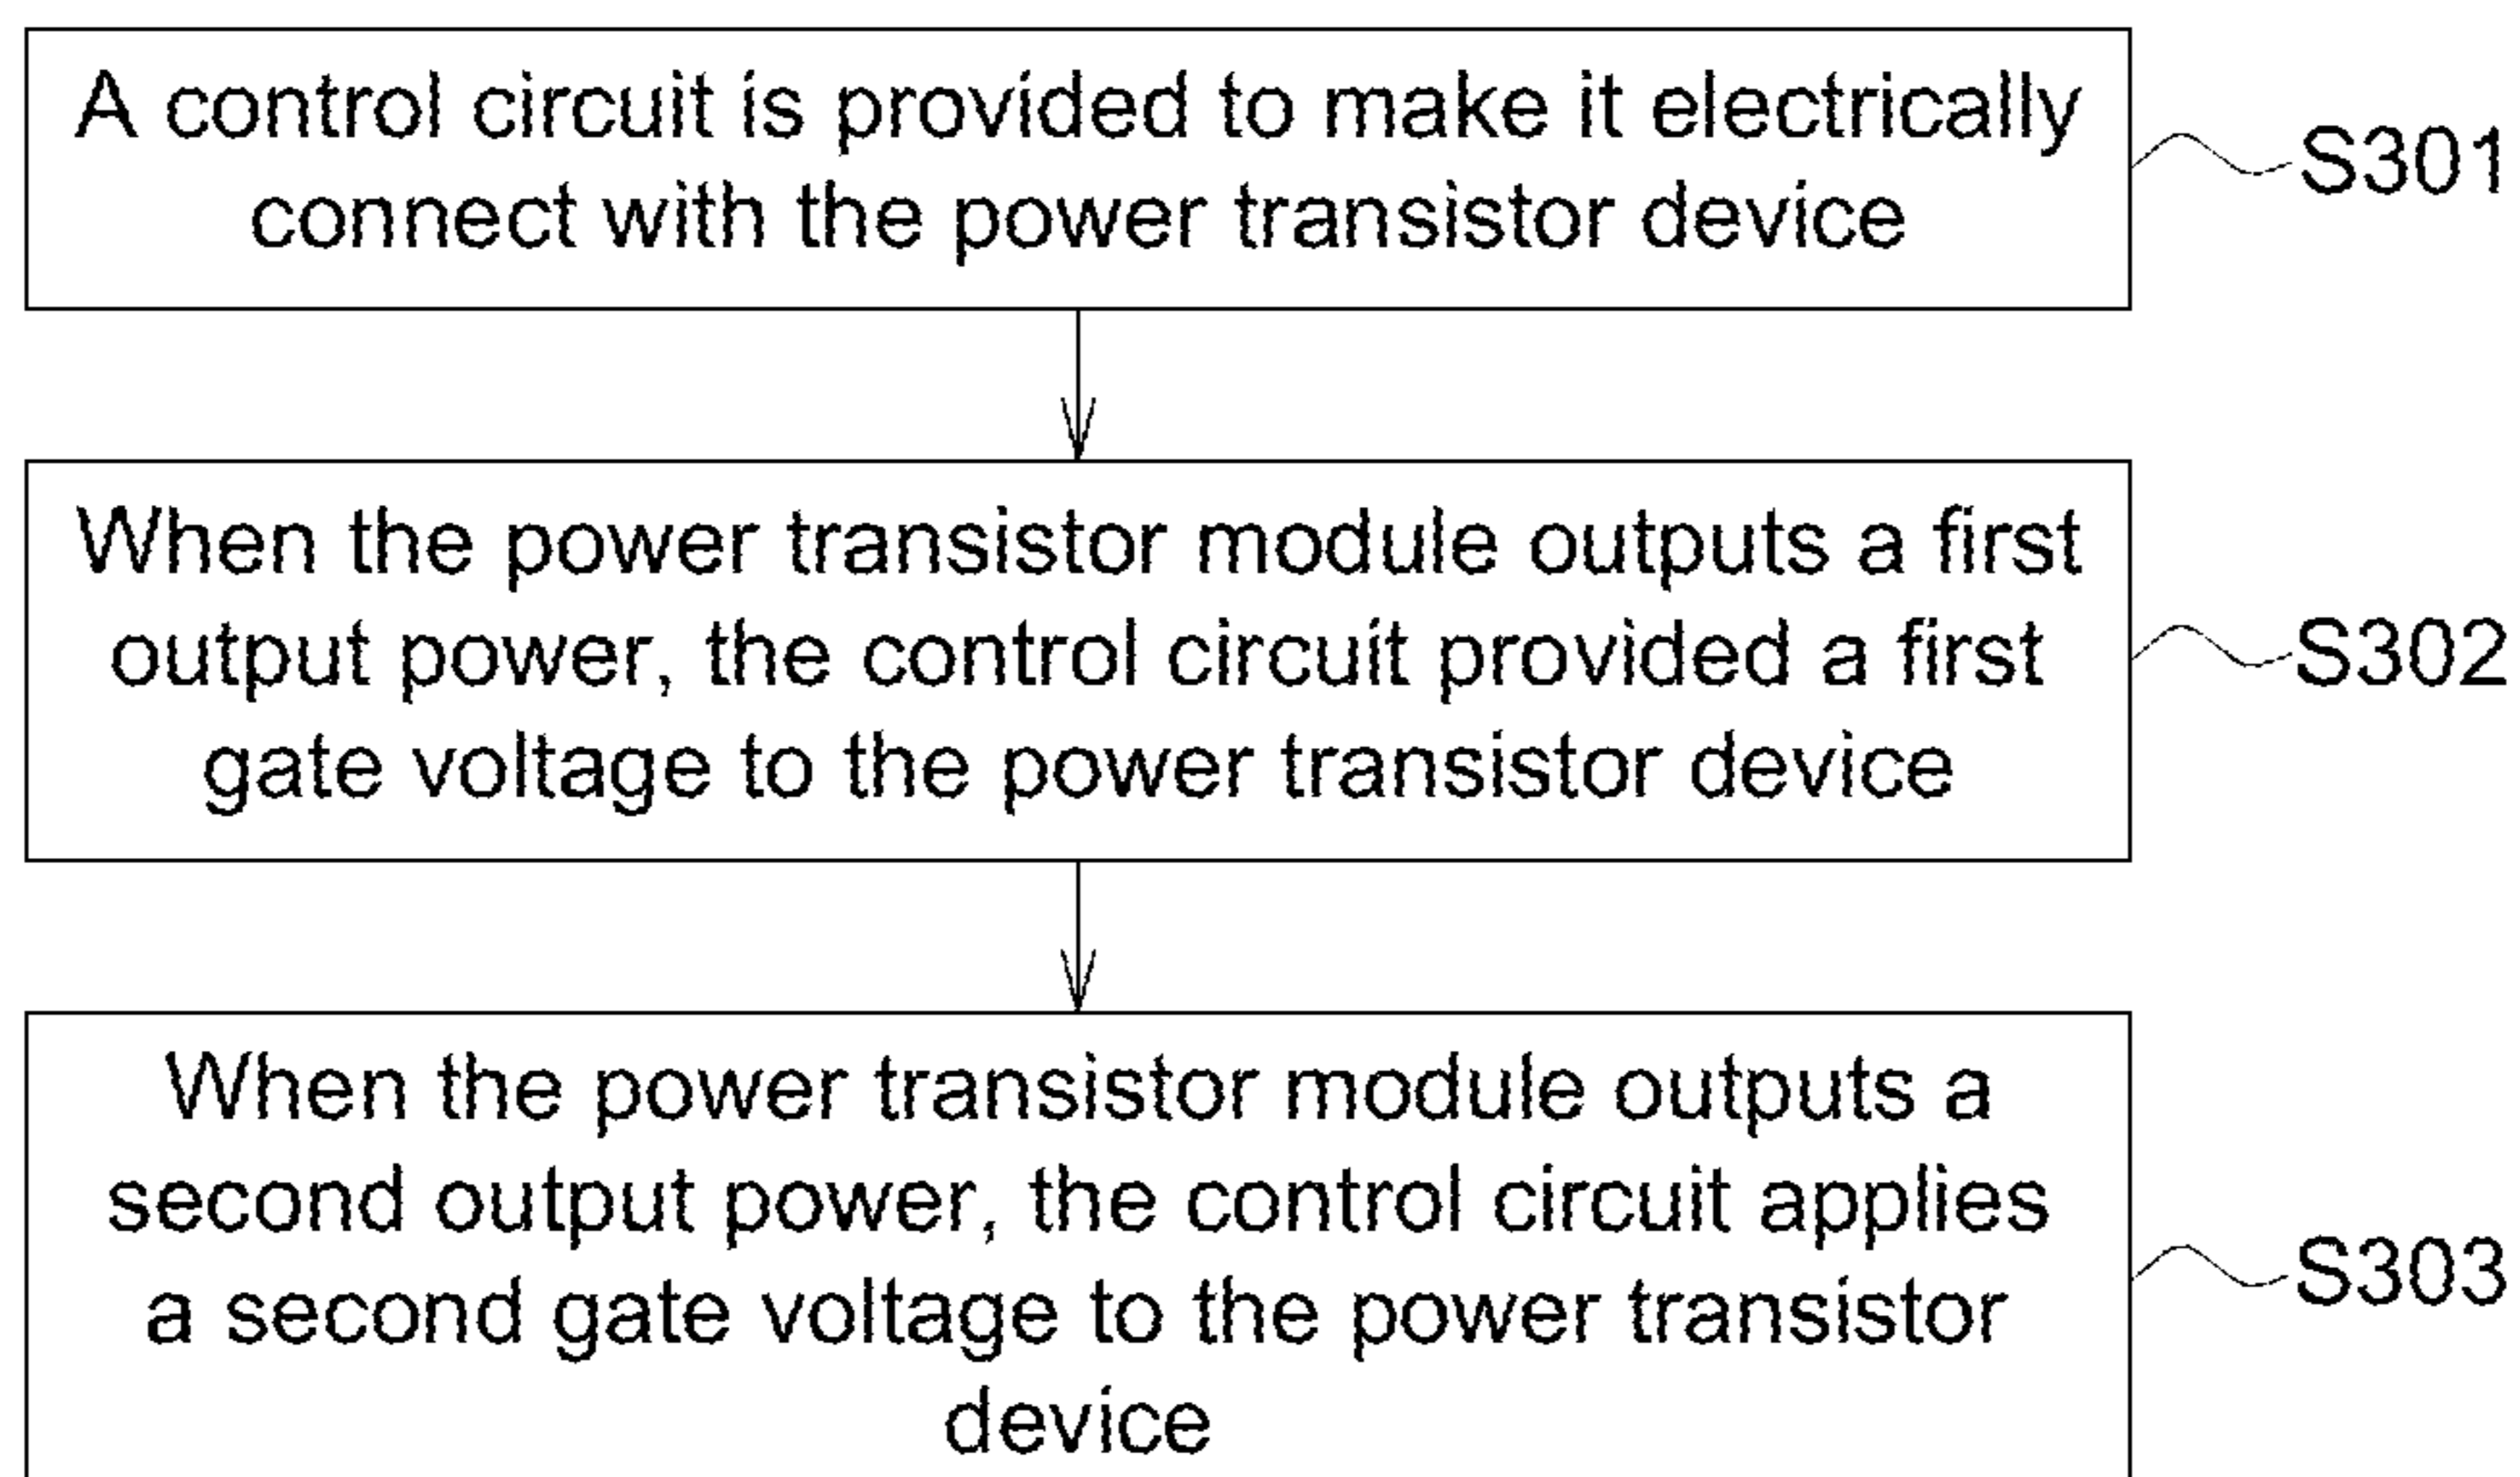 A control circuit is provided to make it electrically
connect with the power transistor device
S301
When the power transistor module outputs a first
output power, the control circuit provided a first
gate voltage to the power transistor device
S302
When the power transistor module outputs a
second output power, the control circuit applies
a second gate voltage to the power transistor
device
S303